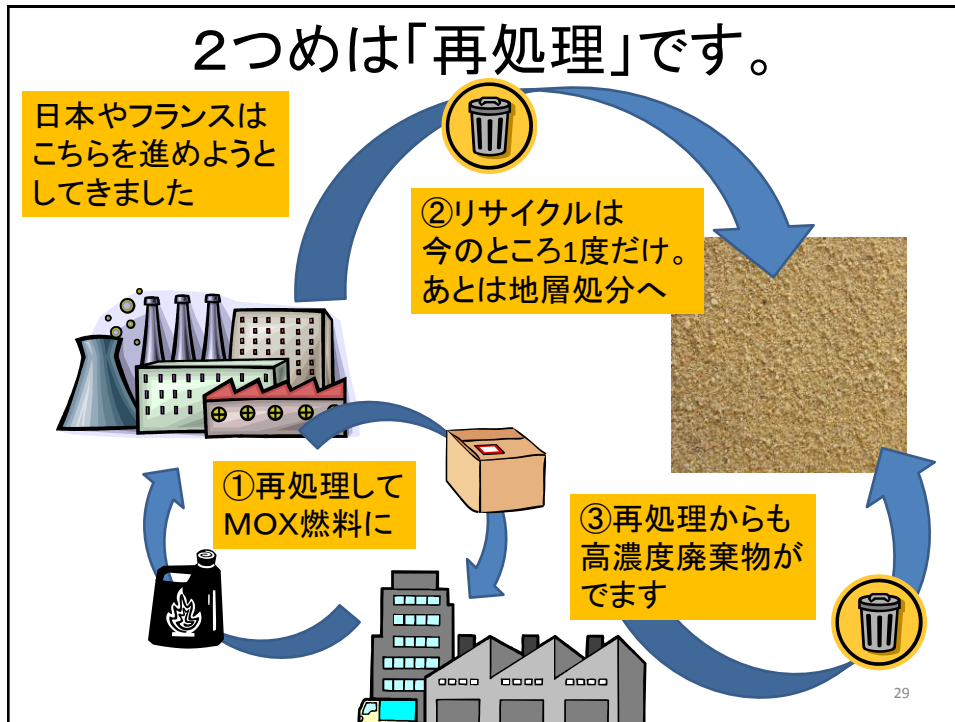 ２つめは「再処理」です。
日本やフランスは
こちらを進めようと
してきました
②リサイクルは
今のところ1度だけ。
あとは地層処分へ
①再処理して
MOX燃料に
③再処理からも
高濃度廃棄物が
でます
29